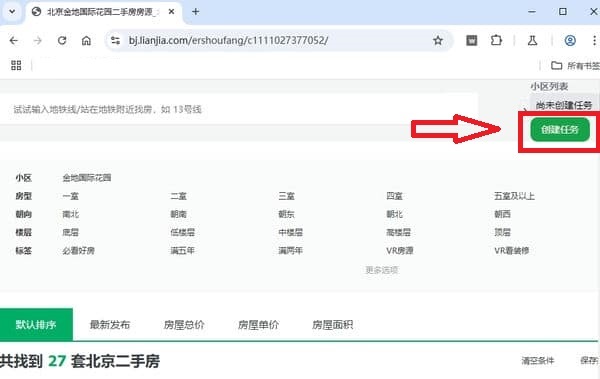 北京金地国际花园二手房房源_
bj.lianjia.com/ershoufang/c1111027377052/
所有书签
小区列表
试试输入地铁线/站在地铁附近找房，如 13号线
尚未创建任务
创建任务
小区 金地国际花园
房型 一室 二室 三室 四室 五室及以上
朝向 南北 朝南 朝东 朝北 朝西
楼层 底层 低楼层 中楼层 高楼层 顶层
标签 必看好房 满五年 满两年 VR房源 VR看装修
更多选项
默认排序 最新发布 房屋总价 房屋单价 房屋面积
共找到 27 套北京二手房 清空条件 保存